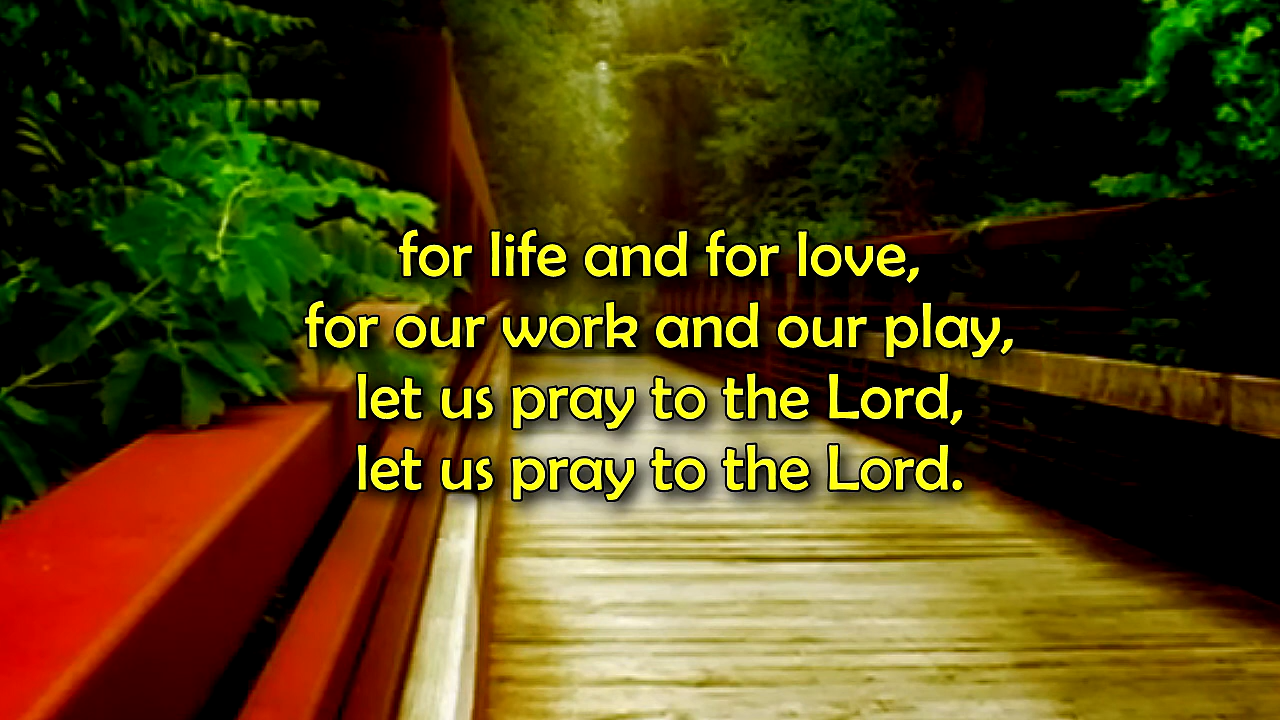 for life and for love,
for our work and our play,
let us pray to the Lord,
let us pray to the Lord.